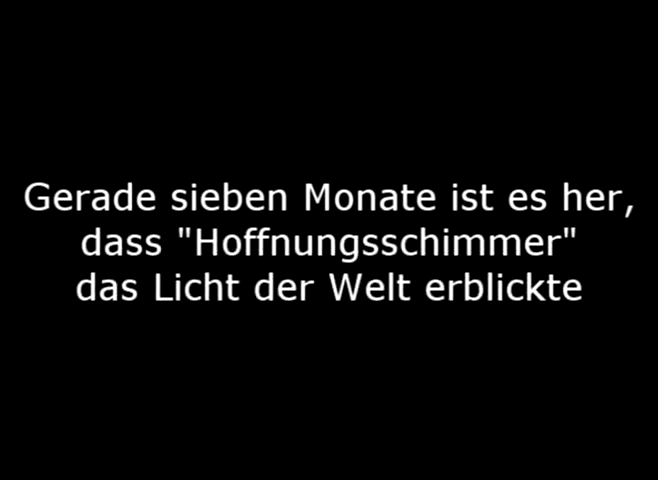 Gerade sieben Monate ist es her,
dass "Hoffnungsschimmer"
das Licht der Welt erblickte